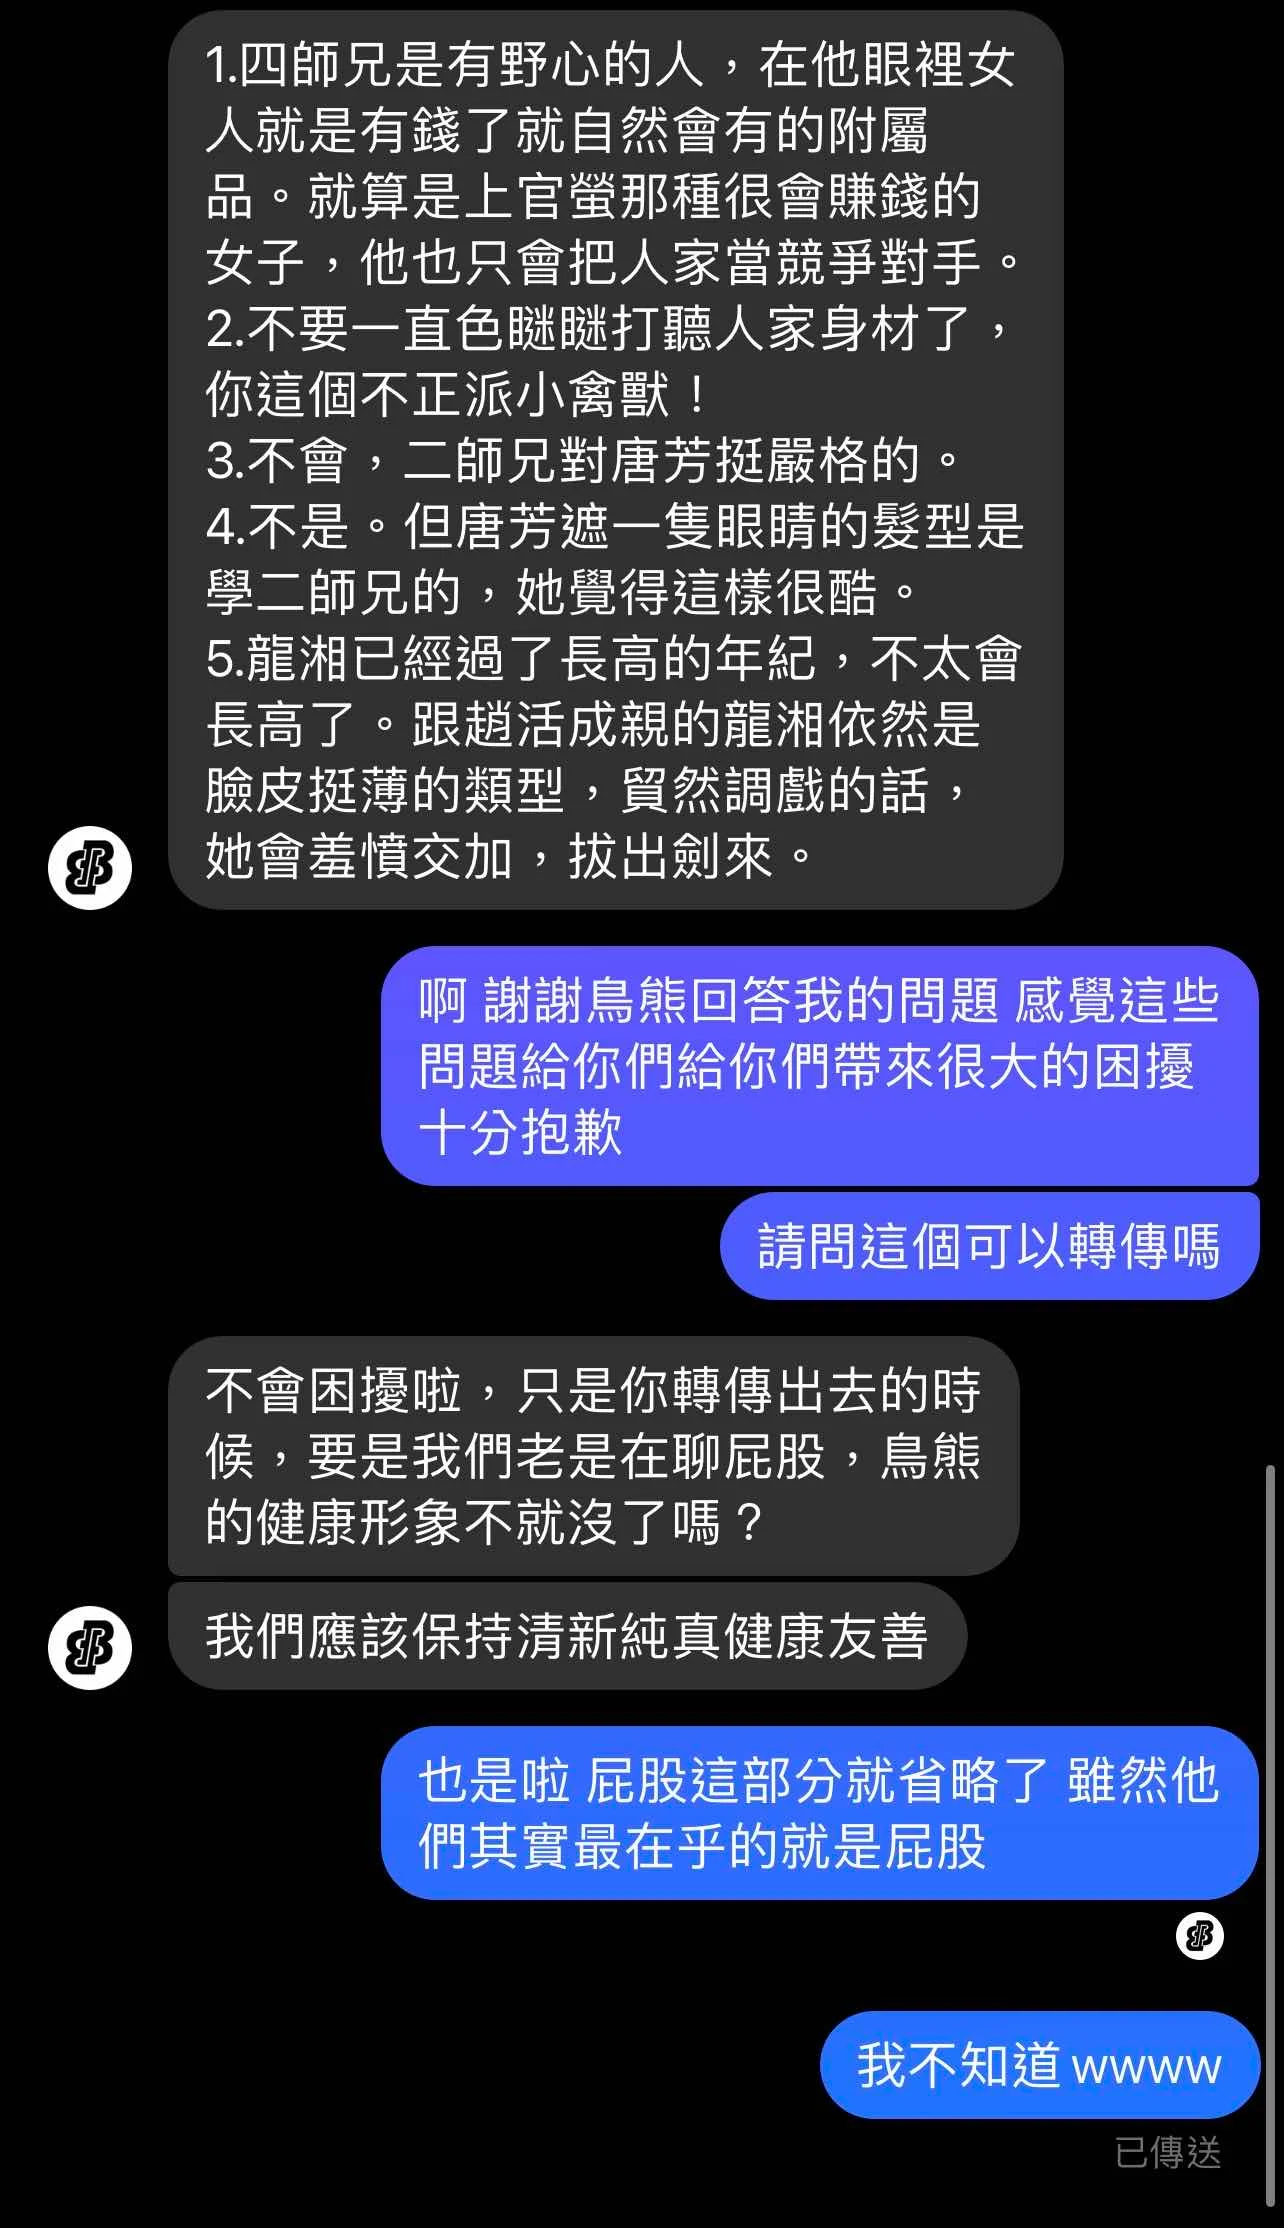 1.四師兄是有野心的人，在他眼裡女
人就是有錢了就自然會有的附屬
品。就算是上官螢那種很會賺錢的
女子，他也只會把人家當競爭對手。
2.不要一直色瞇瞇打聽人家身材了，
你這個不正派小禽獸！
3.不會，二師兄對唐芳挺嚴格的。
4.不是。但唐芳遮一隻眼睛的髮型是
學二師兄的，她覺得這樣很酷。
5.龍湘已經過了長高的年紀，不太會
長高了。跟趙活成親的龍湘依然是
臉皮挺薄的類型，貿然調戲的話，
她會羞憤交加，拔出劍來。
啊 謝謝鳥熊回答我的問題 感覺這些
問題給你們給你們帶來很大的困擾
十分抱歉
請問這個可以轉傳嗎
不會困擾啦，只是你轉傳出去的時
候，要是我們老是在聊屁股，鳥熊
的健康形象不就沒了嗎？
我們應該保持清新純真健康友善
也是啦 屁股這部分就省略了 雖然他
們其實最在乎的就是屁股
我不知道 wwww
已傳送